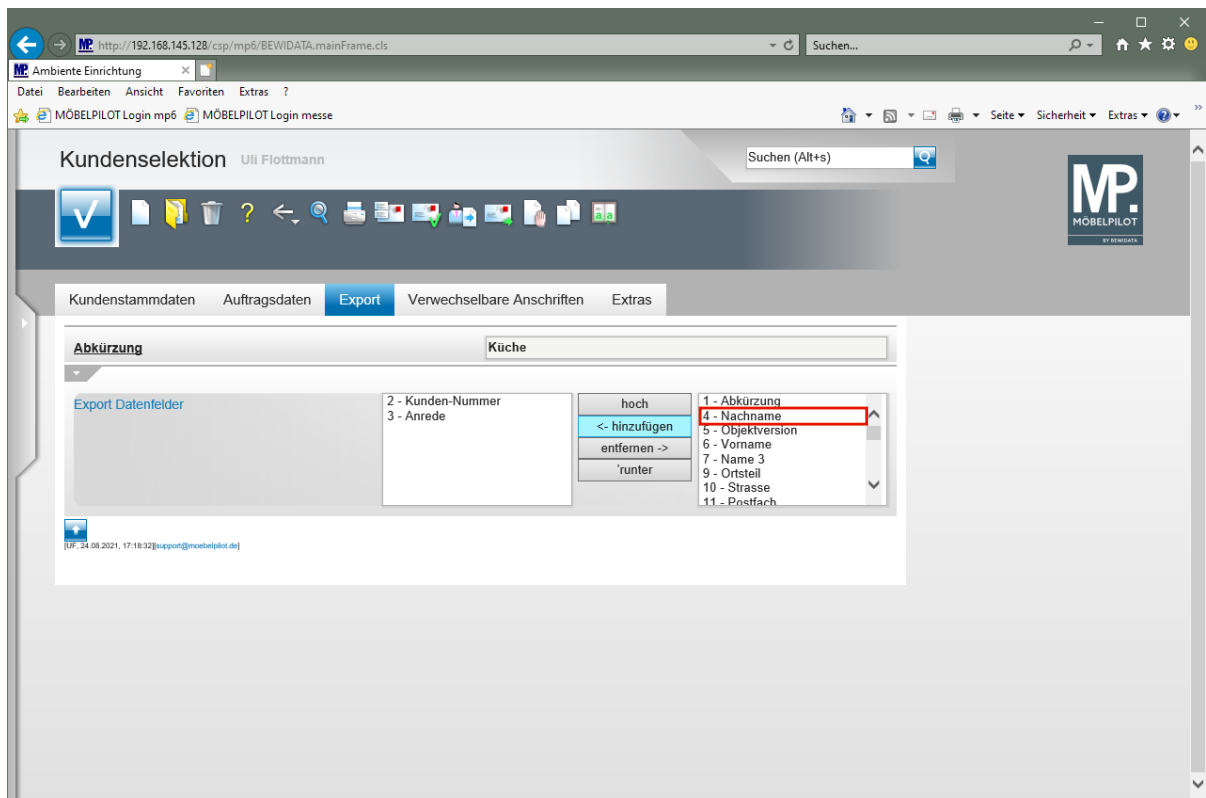 http://192.168.145.128/csp/mp6/BEWIDATA.mainFrame.cls
Suchen...
MP. Ambiente Einrichtung
Datei Bearbeiten Ansicht Favoriten Extras ?
MÖBELPILOT Login mp6 MÖBELPILOT Login messe
Seite Sicherheit Extras
Kundenselektion Uli Flottmann
Suchen (Alt+s)
MP.
MÖBELPILOT
BY BEWIDATA
Kundenstammdaten Auftragsdaten Export Verwechselbare Anschriften Extras
Abkürzung Küche
Export Datenfelder
2 - Kunden-Nummer
3 - Anrede
hoch
<- hinzufügen
entfernen ->
'runter
1 - Abkürzung
4 - Nachname
5 - Objektversion
6 - Vorname
7 - Name 3
9 - Ortsteil
10 - Strasse
11 - Postfach
[UF, 24.08.2021, 17:18:32][support@moebelpilot.de]